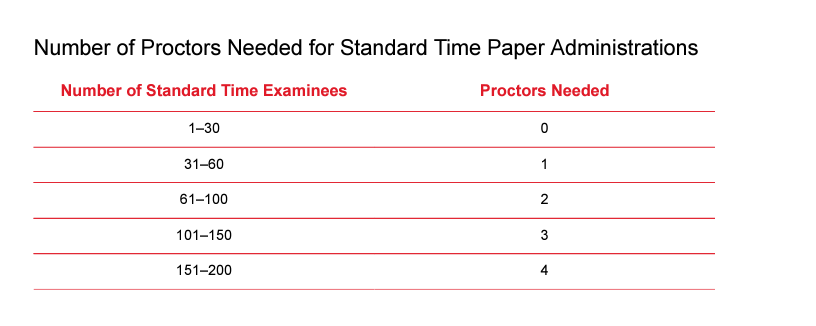 Number of Proctors Needed for Standard Time Paper Administrations
Number of Standard Time Examinees Proctors Needed
1–30 0
31–60 1
61–100 2
101–150 3
151–200 4